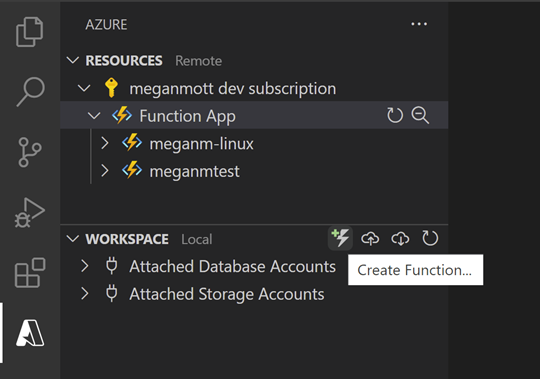 AZURE
RESOURCES Remote
meganmott dev subscription
Function App
meganm-linux
meganmtest
WORKSPACE Local
Attached Database Accounts
Create Function...
Attached Storage Accounts